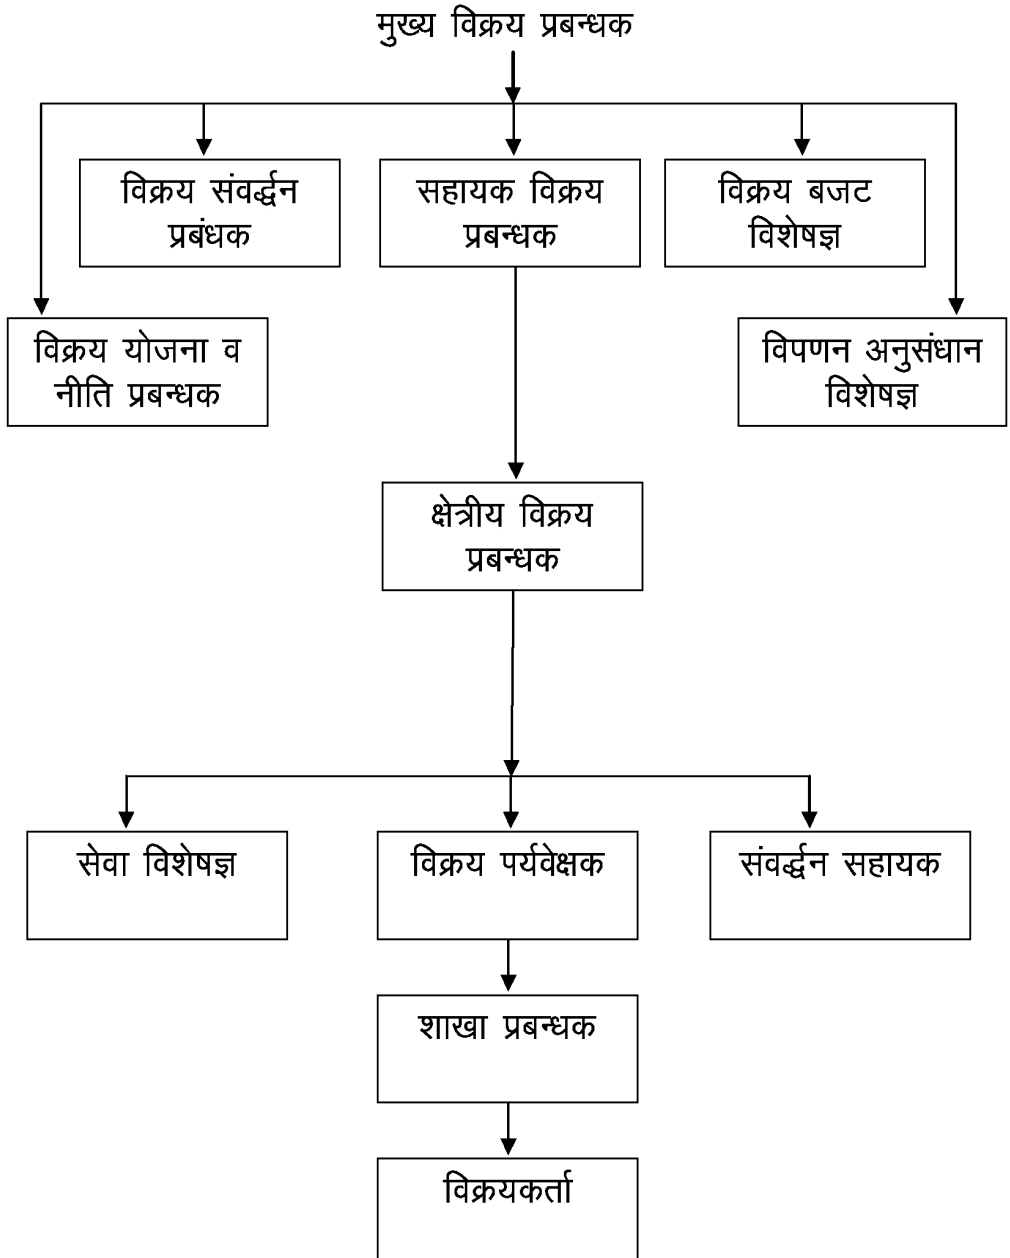 मुख्य विक्रय प्रबन्धक
विक्रय संवर्द्धन
प्रबंधक
सहायक विक्रय
प्रबन्धक
विक्रय बजट
विशेषज्ञ
विक्रय योजना व
नीति प्रबन्धक
विपणन अनुसंधान
विशेषज्ञ
क्षेत्रीय विक्रय
प्रबन्धक
सेवा विशेषज्ञ
विक्रय पर्यवेक्षक
संवर्द्धन सहायक
शाखा प्रबन्धक
विक्रयकर्ता